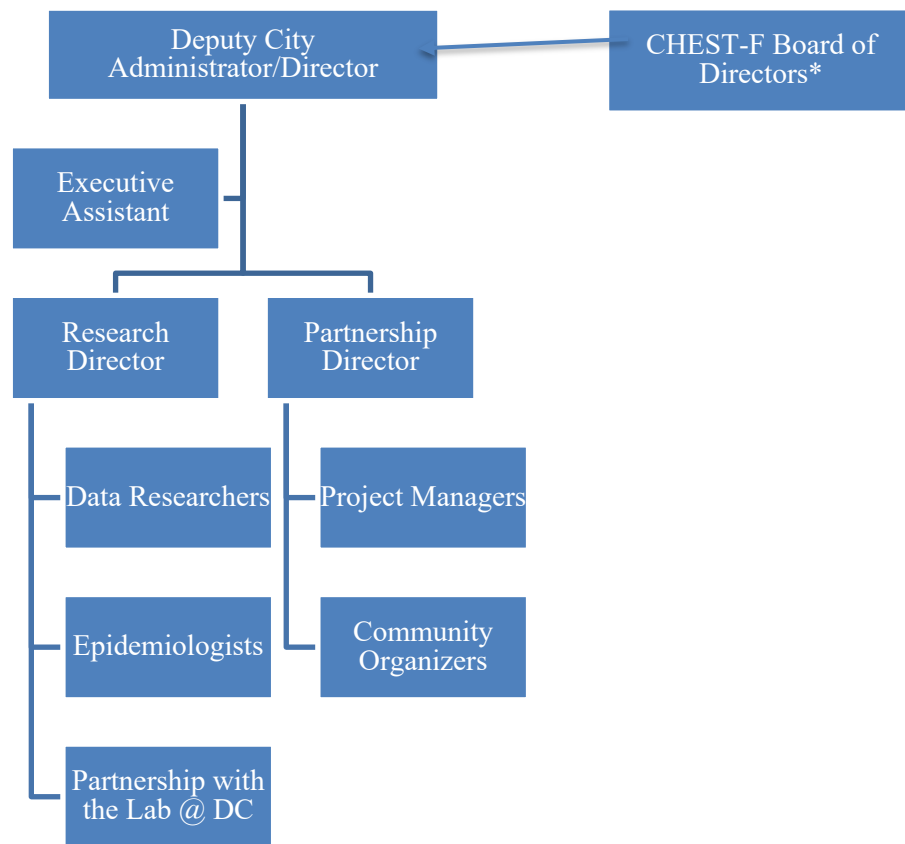 Deputy City
Administrator/Director
CHEST-F Board of
Directors*
Executive
Assistant
Research
Director
Partnership
Director
Data Researchers
Project Managers
Epidemiologists
Community
Organizers
Partnership with
the Lab @ DC